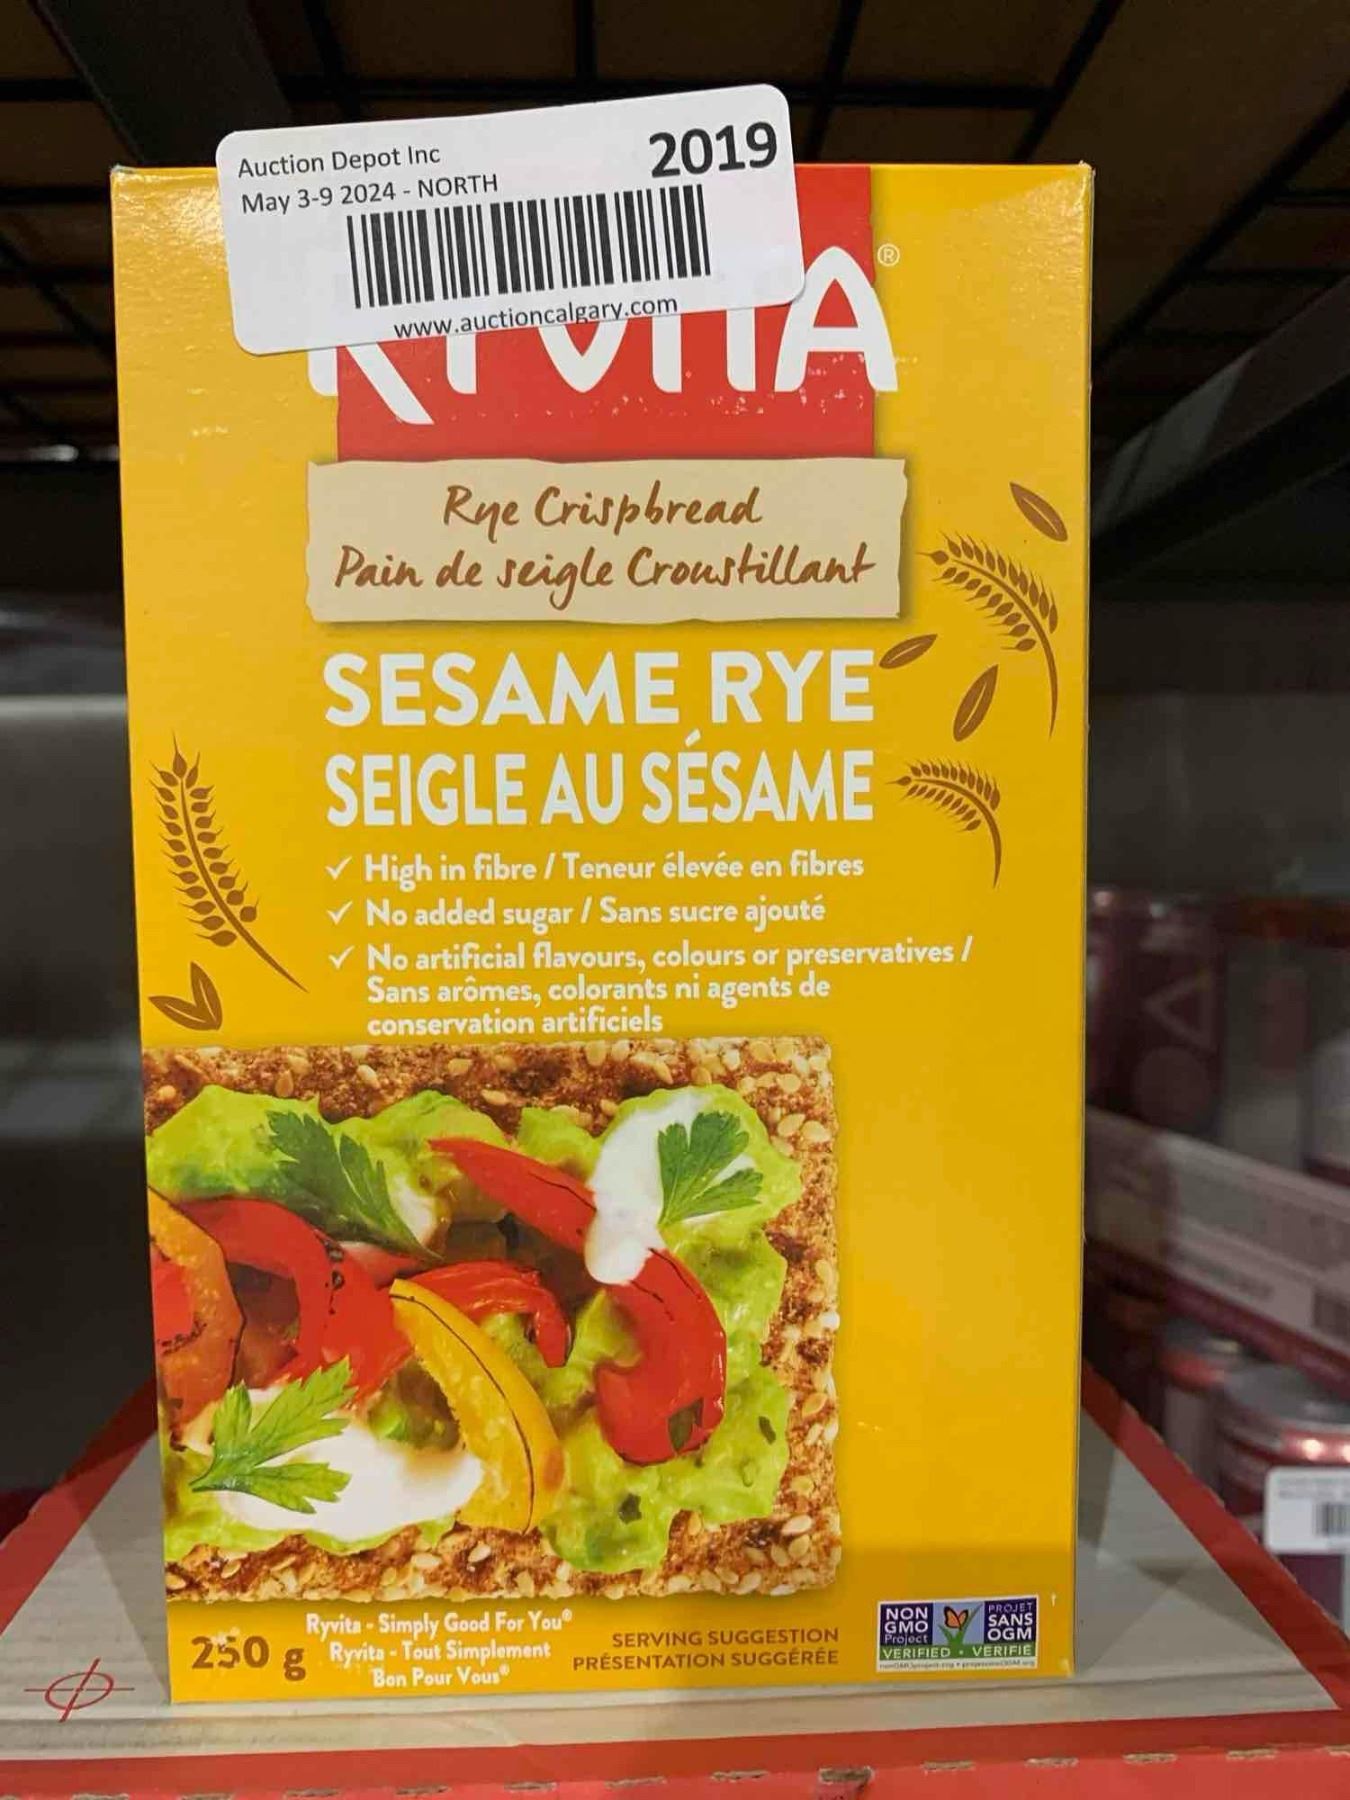 Auction Depot Inc
2019
May 3-9 2024 - NORTH
www.auctioncalgary.com
RYVITA®
Rye Crispbread
Pain de seigle Croustillant
SESAME RYE
SEIGLE AU SÉSAME
✓ High in fibre / Teneur élevée en fibres
✓ No added sugar / Sans sucre ajouté
✓ No artificial flavours, colours or preservatives /
Sans arômes, colorants ni agents de
conservation artificiels
250 g
Ryvita - Simply Good For You®
Ryvita - Tout Simplement
Bon Pour Vous®
SERVING SUGGESTION
PRÉSENTATION SUGGÉRÉE
NON
GMO
Project
PROJET
SANS
OGM
VERIFIED • VÉRIFIÉ
†